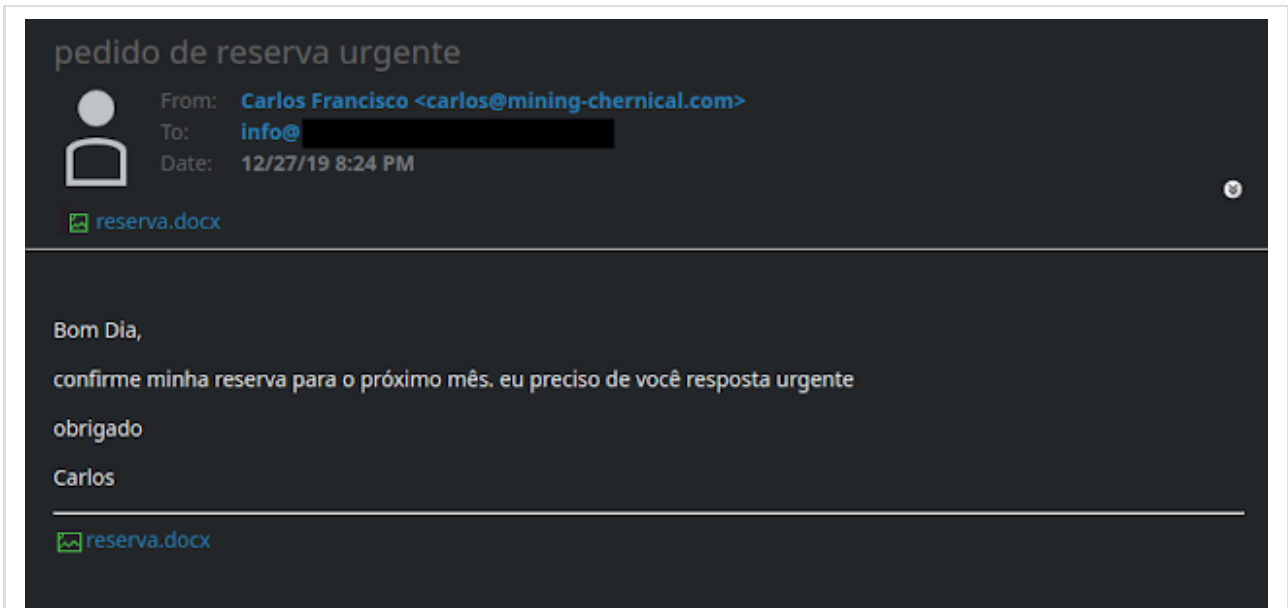 pedido de reserva urgente
From: Carlos Francisco <carlos@mining-chernical.com>
To: info@
Date: 12/27/19 8:24 PM
reserva.docx
Bom Dia,
confirme minha reserva para o próximo mês. eu preciso de você resposta urgente
obrigado
Carlos
reserva.docx